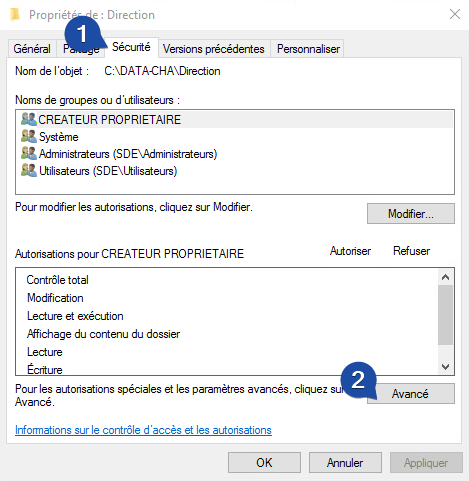 Propriétés de : Direction
1
Général Partage Sécurité Versions précédentes Personnaliser
Nom de l'objet : C:\DATA-CHA\Direction
Noms de groupes ou d'utilisateurs :
CREATEUR PROPRIETAIRE
Système
Administrateurs (SDE\Administrateurs)
Utilisateurs (SDE\Utilisateurs)
Pour modifier les autorisations, cliquez sur Modifier.
Modifier...
Autorisations pour CREATEUR PROPRIETAIRE Autoriser Refuser
Contrôle total
Modification
Lecture et exécution
Affichage du contenu du dossier
Lecture
Écriture
2
Pour les autorisations spéciales et les paramètres avancés, cliquez sur
Avancé.
Avancé
Informations sur le contrôle d'accès et les autorisations
OK Annuler Appliquer